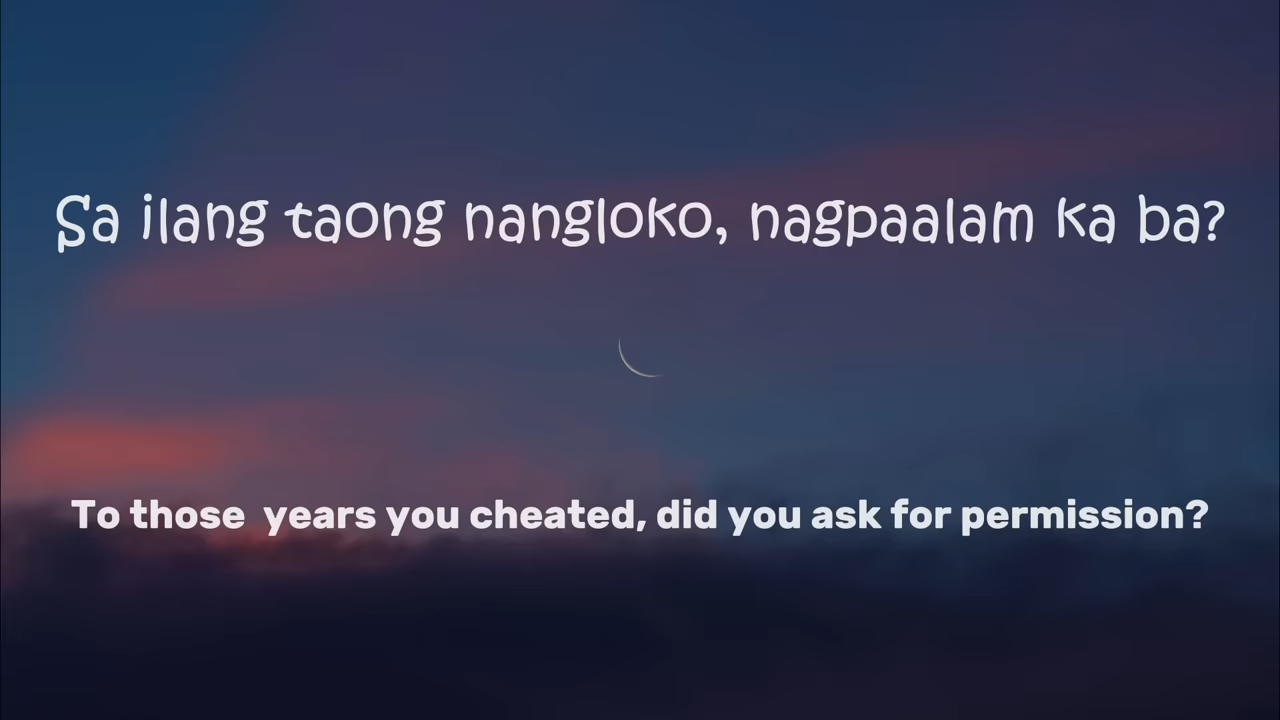 Sa ilang taong nangloko, nagpaalam ka ba?
To those years you cheated, did you ask for permission?